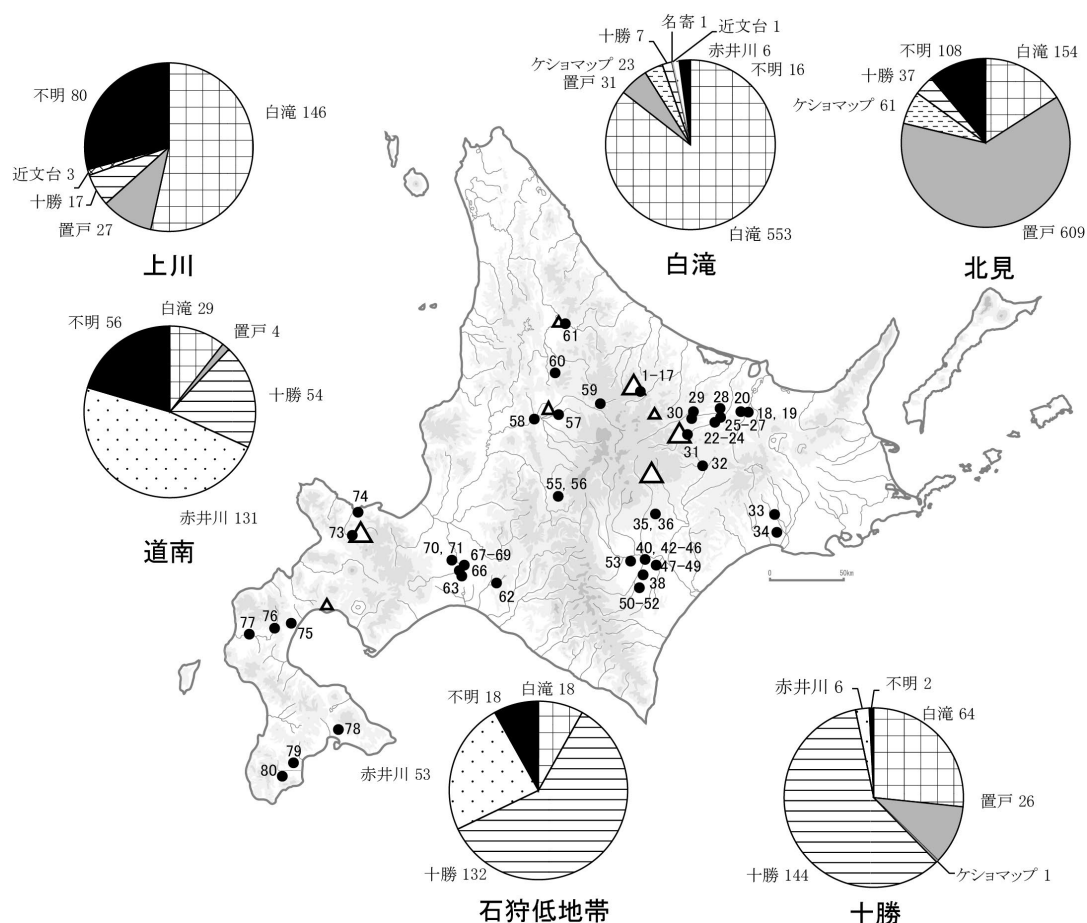 名寄 1
近文台 1
十勝 7
赤井川 6
ケショマップ 23
不明 16
置戸 31
白滝 553
白滝
不明 108
白滝 154
十勝 37
ケショマップ 61
置戸 609
北見
不明 80
白滝 146
近文台 3
十勝 17
置戸 27
上川
白滝 29
不明 56
置戸 4
十勝 54
赤井川 131
道南
61
60
1-17
59
29
28
20
30
18, 19
58
57
25-27
22-24
31
32
55, 56
74
33
35, 36
73
34
40, 42-46
70, 71
67-69
53
47-49
66
38
63
62
50-52
0
50km
77
76
75
78
79
80
不明 18
白滝 18
赤井川 53
十勝 132
石狩低地帯
赤井川 6
不明 2
白滝 64
置戸 26
ケショマップ 1
十勝 144
十勝